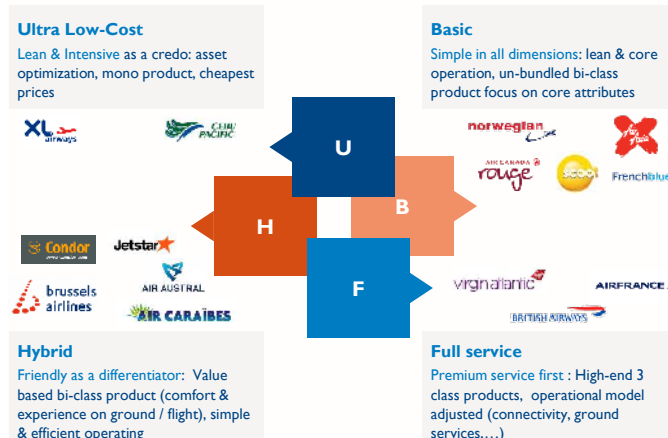 Ultra Low-Cost
Lean & Intensive as a credo: asset
optimization, mono product, cheapest
prices
Basic
Simple in all dimensions: lean & core
operation, un-bundled bi-class
product focus on core attributes
XL
airways
CEBU
PACIFIC
norwegian
Air Asia
X
AIR CANADA
rouge
scoot
Frenchblue
U
B
H
F
Condor
Jetstar
AIR AUSTRAL
brussels
airlines
AIR CARAÏBES
virgin atlantic
AIRFRANCE
BRITISH AIRWAYS
Hybrid
Friendly as a differentiator:  Value
based bi-class product (comfort &
experience on ground / flight), simple
& efficient operating
Full service
Premium service first : High-end 3
class products,  operational model
adjusted (connectivity, ground
services,…)